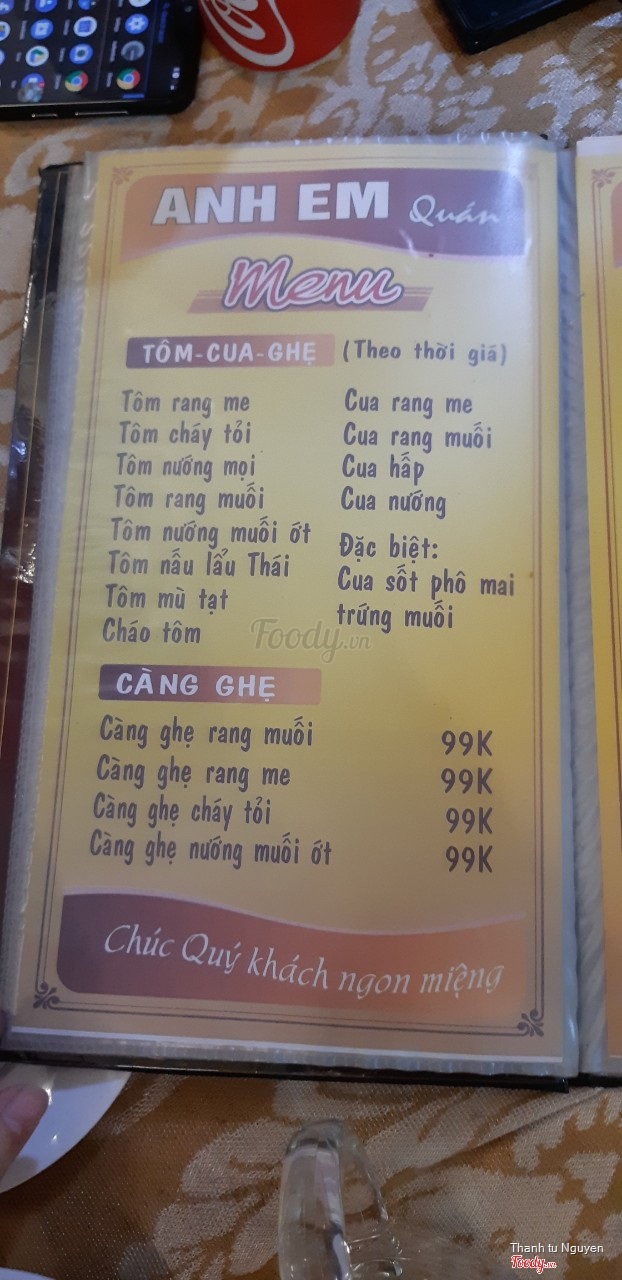 ANH EM Quán
Menu
TÔM-CUA-GHẸ (Theo thời giá)
Tôm rang me
Tôm cháy tỏi
Tôm nướng mọi
Tôm rang muối
Tôm nướng muối ớt
Tôm nấu lẩu Thái
Tôm mù tạt
Cháo tôm
Cua rang me
Cua rang muối
Cua hấp
Cua nướng
Đặc biệt:
Cua sốt phô mai
trứng muối
Foody.vn
CÀNG GHẸ
Càng ghẹ rang muối 99K
Càng ghẹ rang me 99K
Càng ghẹ cháy tỏi 99K
Càng ghẹ nướng muối ớt 99K
Chúc Quý khách ngon miệng
Thanh tu Nguyen
Foody.vn